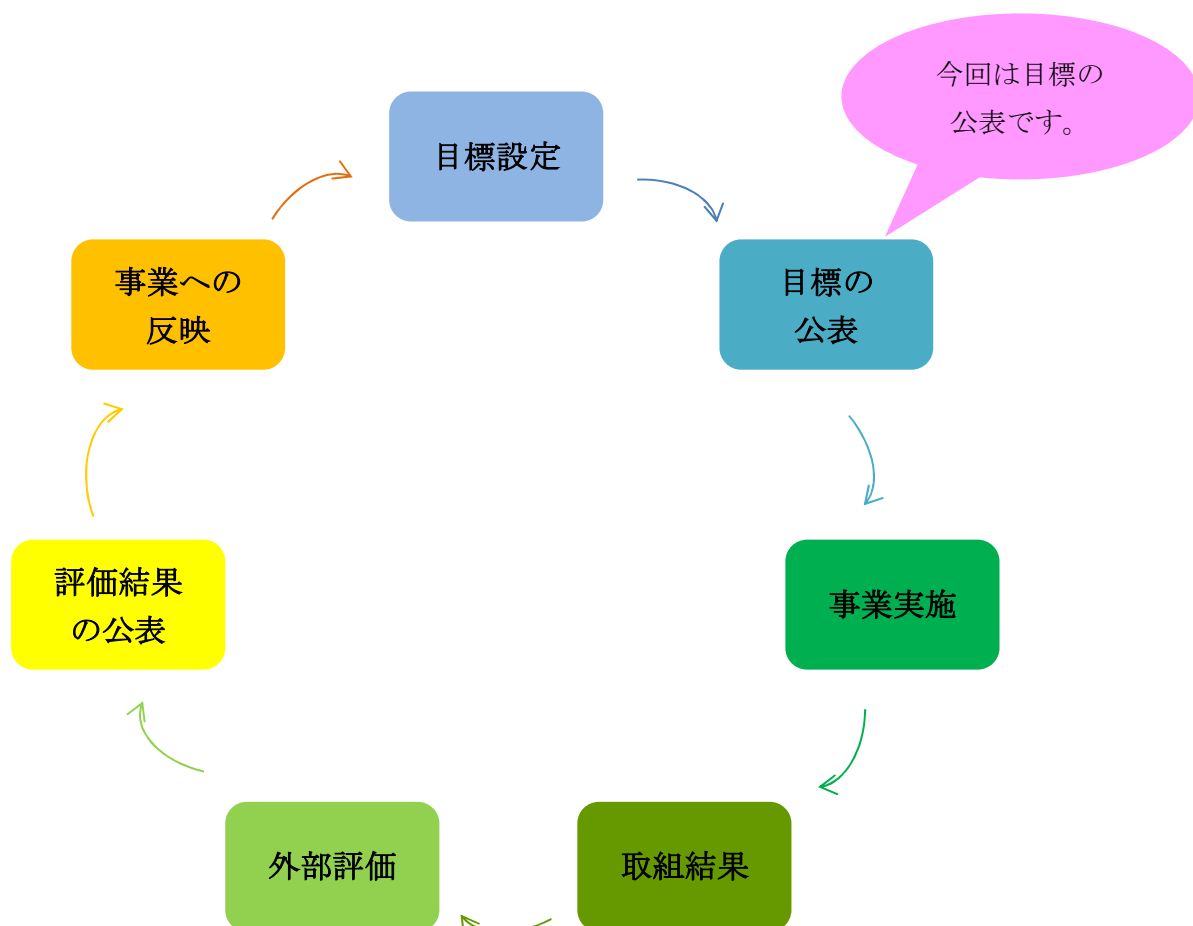 今回は目標の
公表です。
目標設定
目標の
公表
事業への
反映
事業実施
評価結果
の公表
取組結果
外部評価